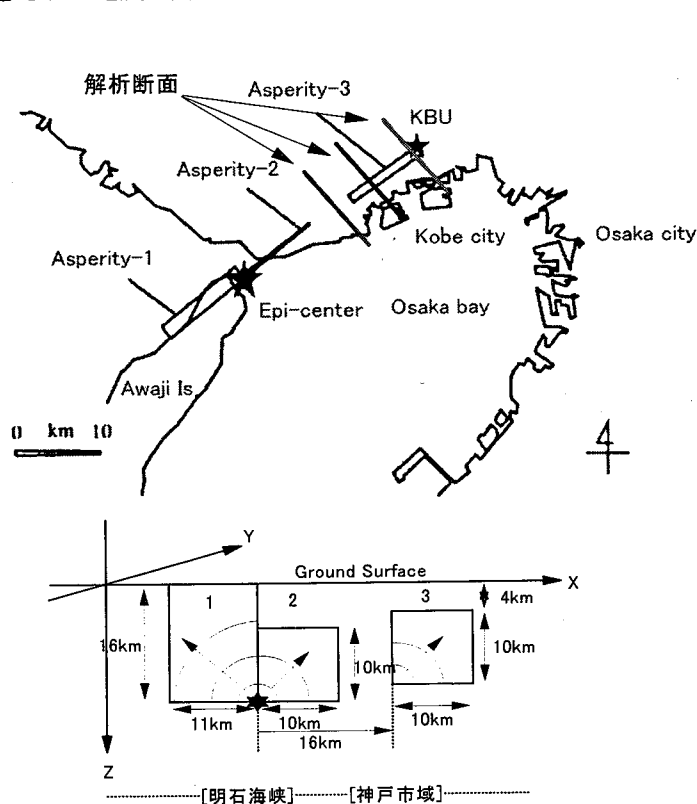 解析断面
Asperity-3
KBU
Asperity-2
Kobe city
Osaka city
Asperity-1
Epi-center
Osaka bay
Awaji Is
0 km 10
Y
Ground Surface
X
1
2
3
4km
16km
10km
10km
11km
10km
10km
16km
Z
[明石海峡]
[神戸市域]